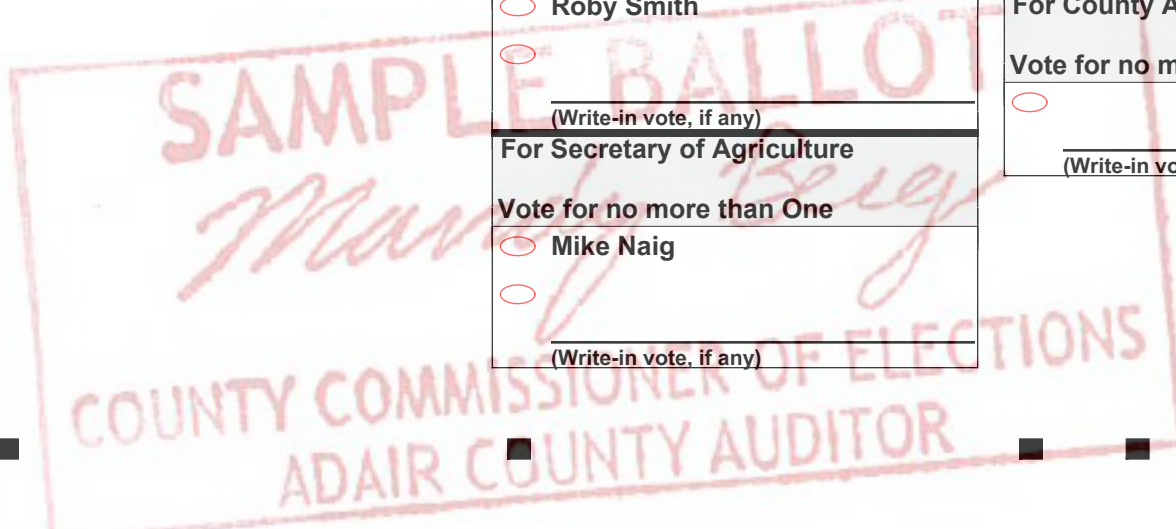 Roby Smith
(Write-in vote, if any)
For Secretary of Agriculture
Vote for no more than One
Mike Naig
(Write-in vote, if any)
For County A
Vote for no m
(Write-in vo
SAMPLE BALLOT
Mandy Berg
COUNTY COMMISSIONER OF ELECTIONS
ADAIR COUNTY AUDITOR